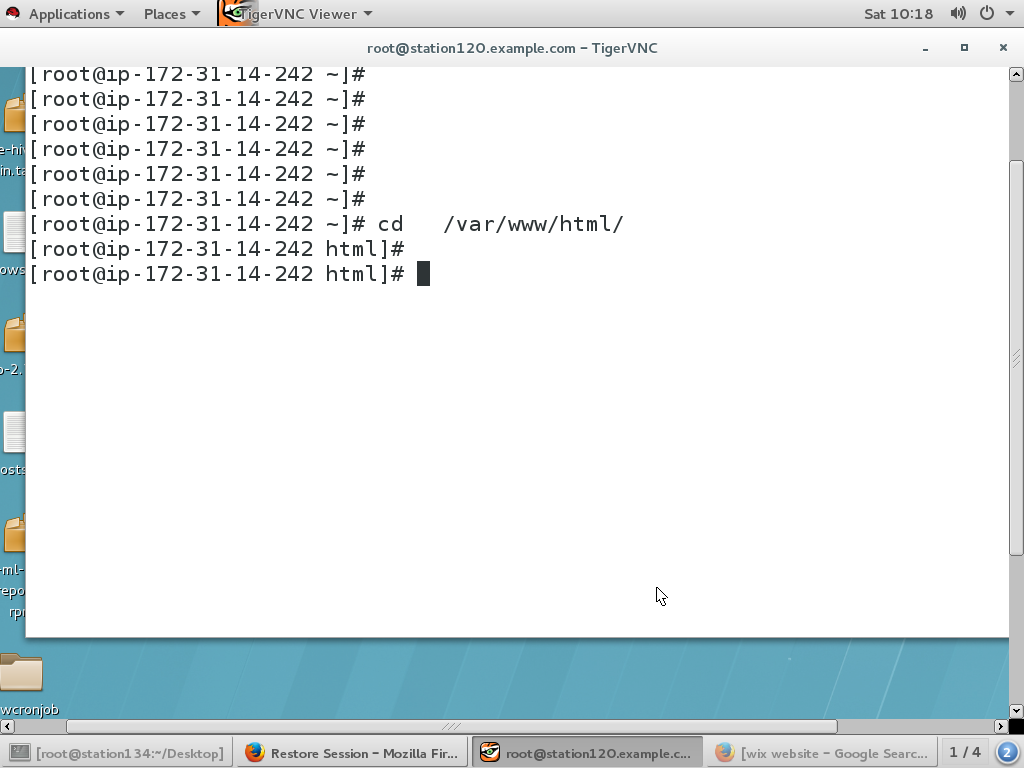 Applications Places TigerVNC Viewer Sat 10:18
root@station120.example.com – TigerVNC
[root@ip-172-31-14-242 ~]#
[root@ip-172-31-14-242 ~]#
[root@ip-172-31-14-242 ~]#
[root@ip-172-31-14-242 ~]#
[root@ip-172-31-14-242 ~]#
[root@ip-172-31-14-242 ~]#
[root@ip-172-31-14-242 ~]# cd   /var/www/html/
[root@ip-172-31-14-242 html]#
[root@ip-172-31-14-242 html]#
e-hiv
in.ta
ows
o-2.
osts
-ml-
repo
rpm
wcronjob
[root@station134:~/Desktop] Restore Session – Mozilla Fir... root@station120.example.c... [wix website – Google Searc... 1 / 4 2